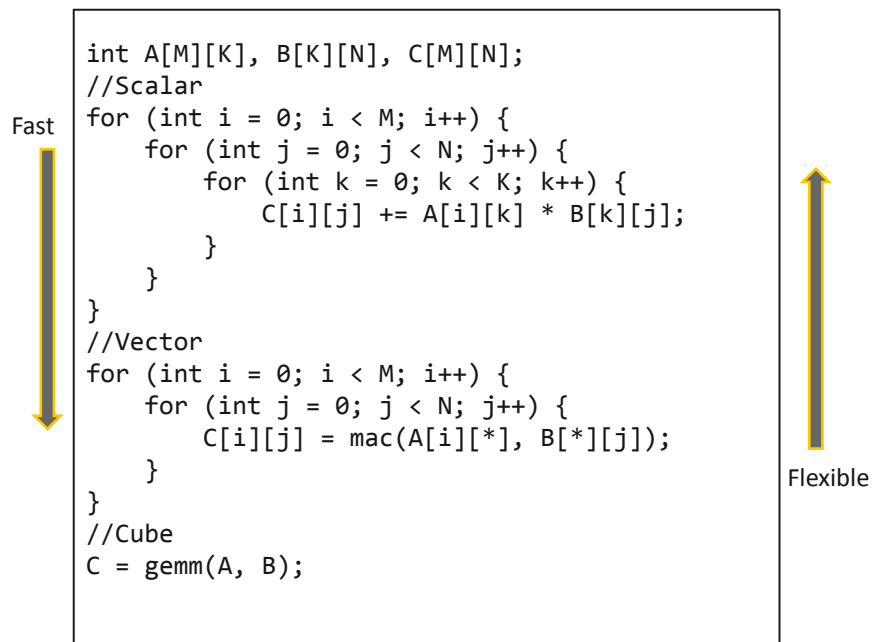 int A[M][K], B[K][N], C[M][N];
//Scalar
Fast
for (int i = 0; i < M; i++) {
    for (int j = 0; j < N; j++) {
        for (int k = 0; k < K; k++) {
            C[i][j] += A[i][k] * B[k][j];
        }
    }
}
//Vector
for (int i = 0; i < M; i++) {
    for (int j = 0; j < N; j++) {
        C[i][j] = mac(A[i][*], B[*][j]);
    }
Flexible
}
//Cube
C = gemm(A, B);